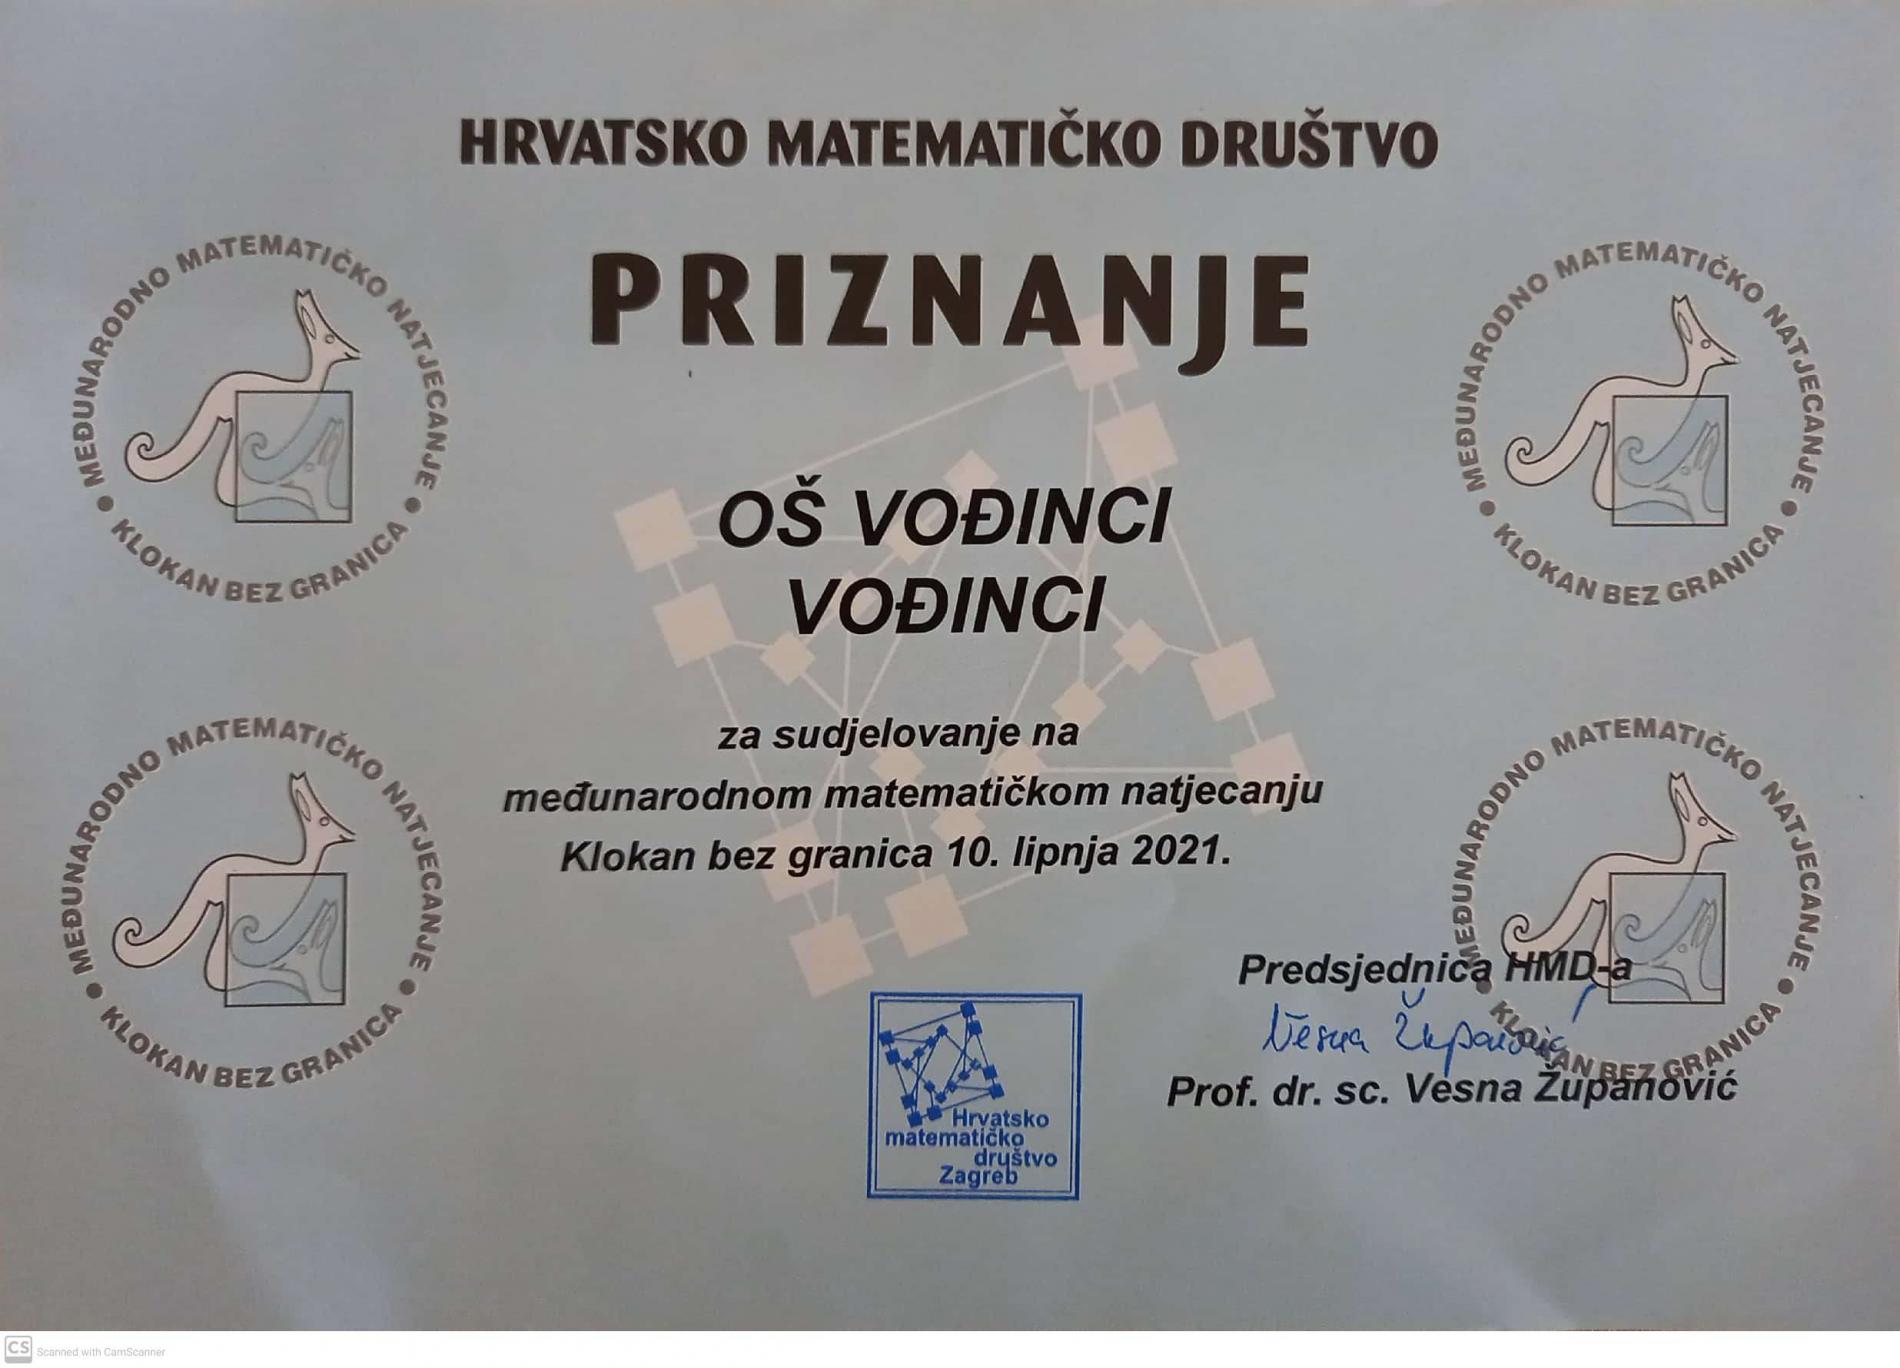 HRVATSKO MATEMATIČKO DRUŠTVO
PRIZNANJE
MEĐUNARODNO MATEMATIČKO NATJECANJE
• KLOKAN BEZ GRANICA •
MEĐUNARODNO MATEMATIČKO NATJECANJE
• KLOKAN BEZ GRANICA •
OŠ VOĐINCI
VOĐINCI
za sudjelovanje na
međunarodnom matematičkom natjecanju
Klokan bez granica 10. lipnja 2021.
MEĐUNARODNO MATEMATIČKO NATJECANJE
• KLOKAN BEZ GRANICA •
MEĐUNARODNO MATEMATIČKO NATJECANJE
• KLOKAN BEZ GRANICA •
Predsjednica HMD-a
Vesna Županović
Prof. dr. sc. Vesna Županović
Hrvatsko
matematičko
društvo
Zagreb
CS Scanned with CamScanner